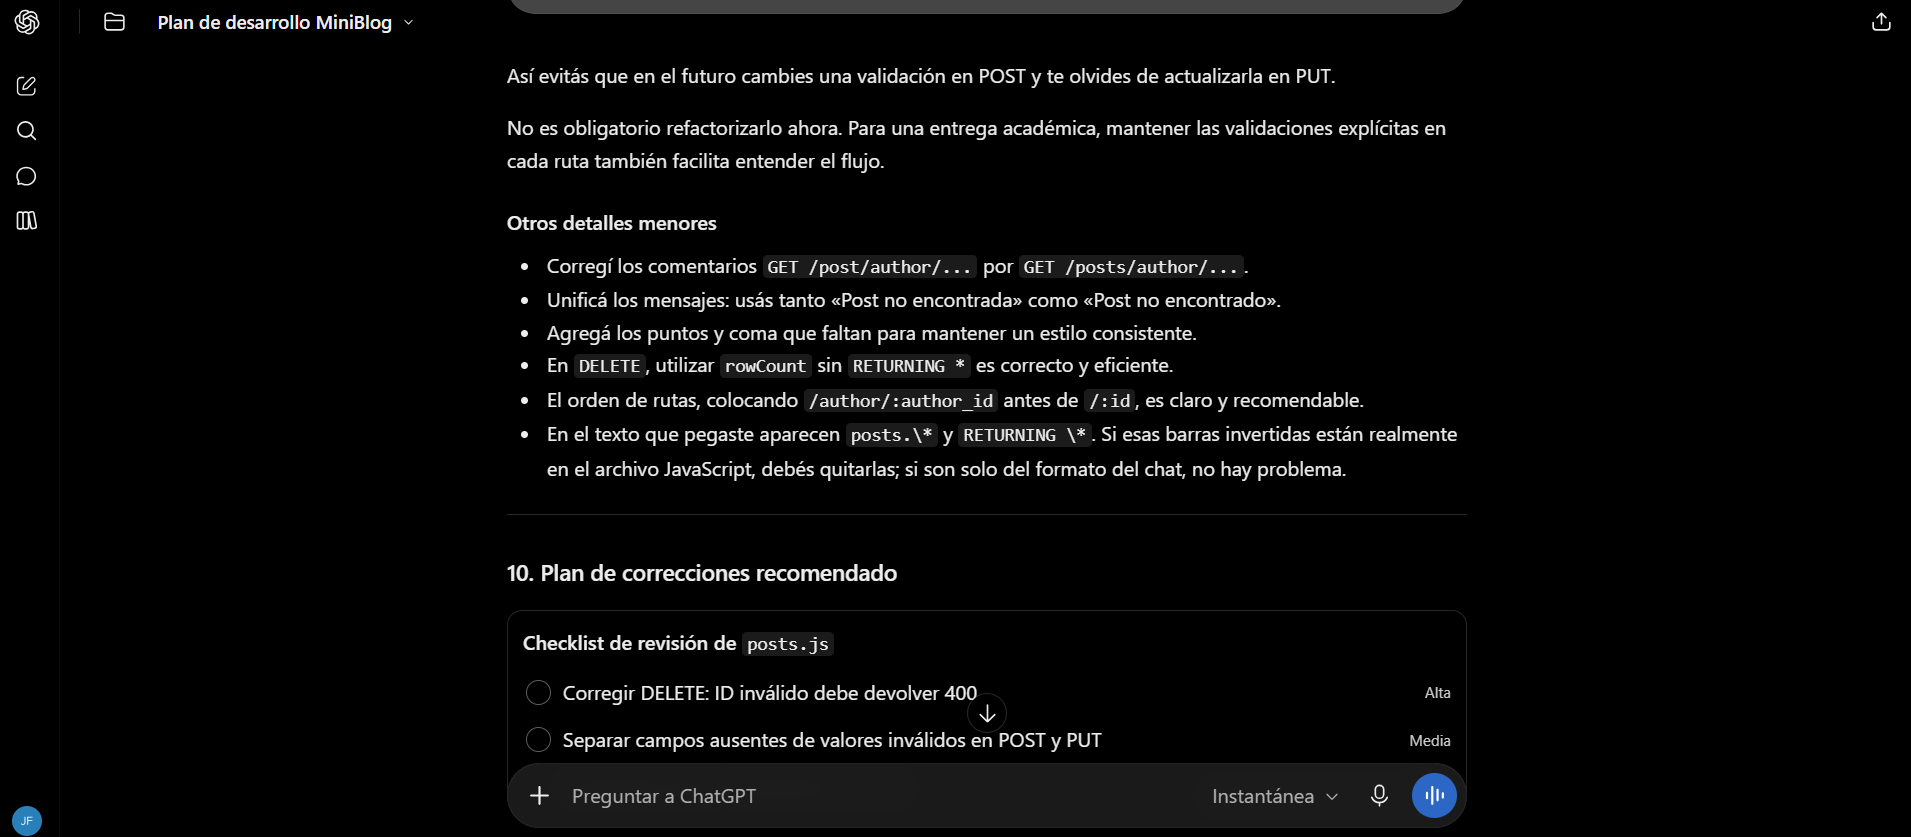 Plan de desarrollo MiniBlog
Así evitás que en el futuro cambies una validación en POST y te olvides de actualizarla en PUT.
No es obligatorio refactorizarlo ahora. Para una entrega académica, mantener las validaciones explícitas en
cada ruta también facilita entender el flujo.
Otros detalles menores
• Corregí los comentarios GET /post/author/... por GET /posts/author/... .
• Unificá los mensajes: usás tanto «Post no encontrada» como «Post no encontrado».
• Agregá los puntos y coma que faltan para mantener un estilo consistente.
• En DELETE, utilizar rowCount sin RETURNING * es correcto y eficiente.
• El orden de rutas, colocando /author/:author_id antes de /:id, es claro y recomendable.
• En el texto que pegaste aparecen posts.\* y RETURNING \*. Si esas barras invertidas están realmente
en el archivo JavaScript, debés quitarlas; si son solo del formato del chat, no hay problema.
10. Plan de correcciones recomendado
Checklist de revisión de posts.js
Corregir DELETE: ID inválido debe devolver 400 Alta
Separar campos ausentes de valores inválidos en POST y PUT Media
Preguntar a ChatGPT Instantánea
JF